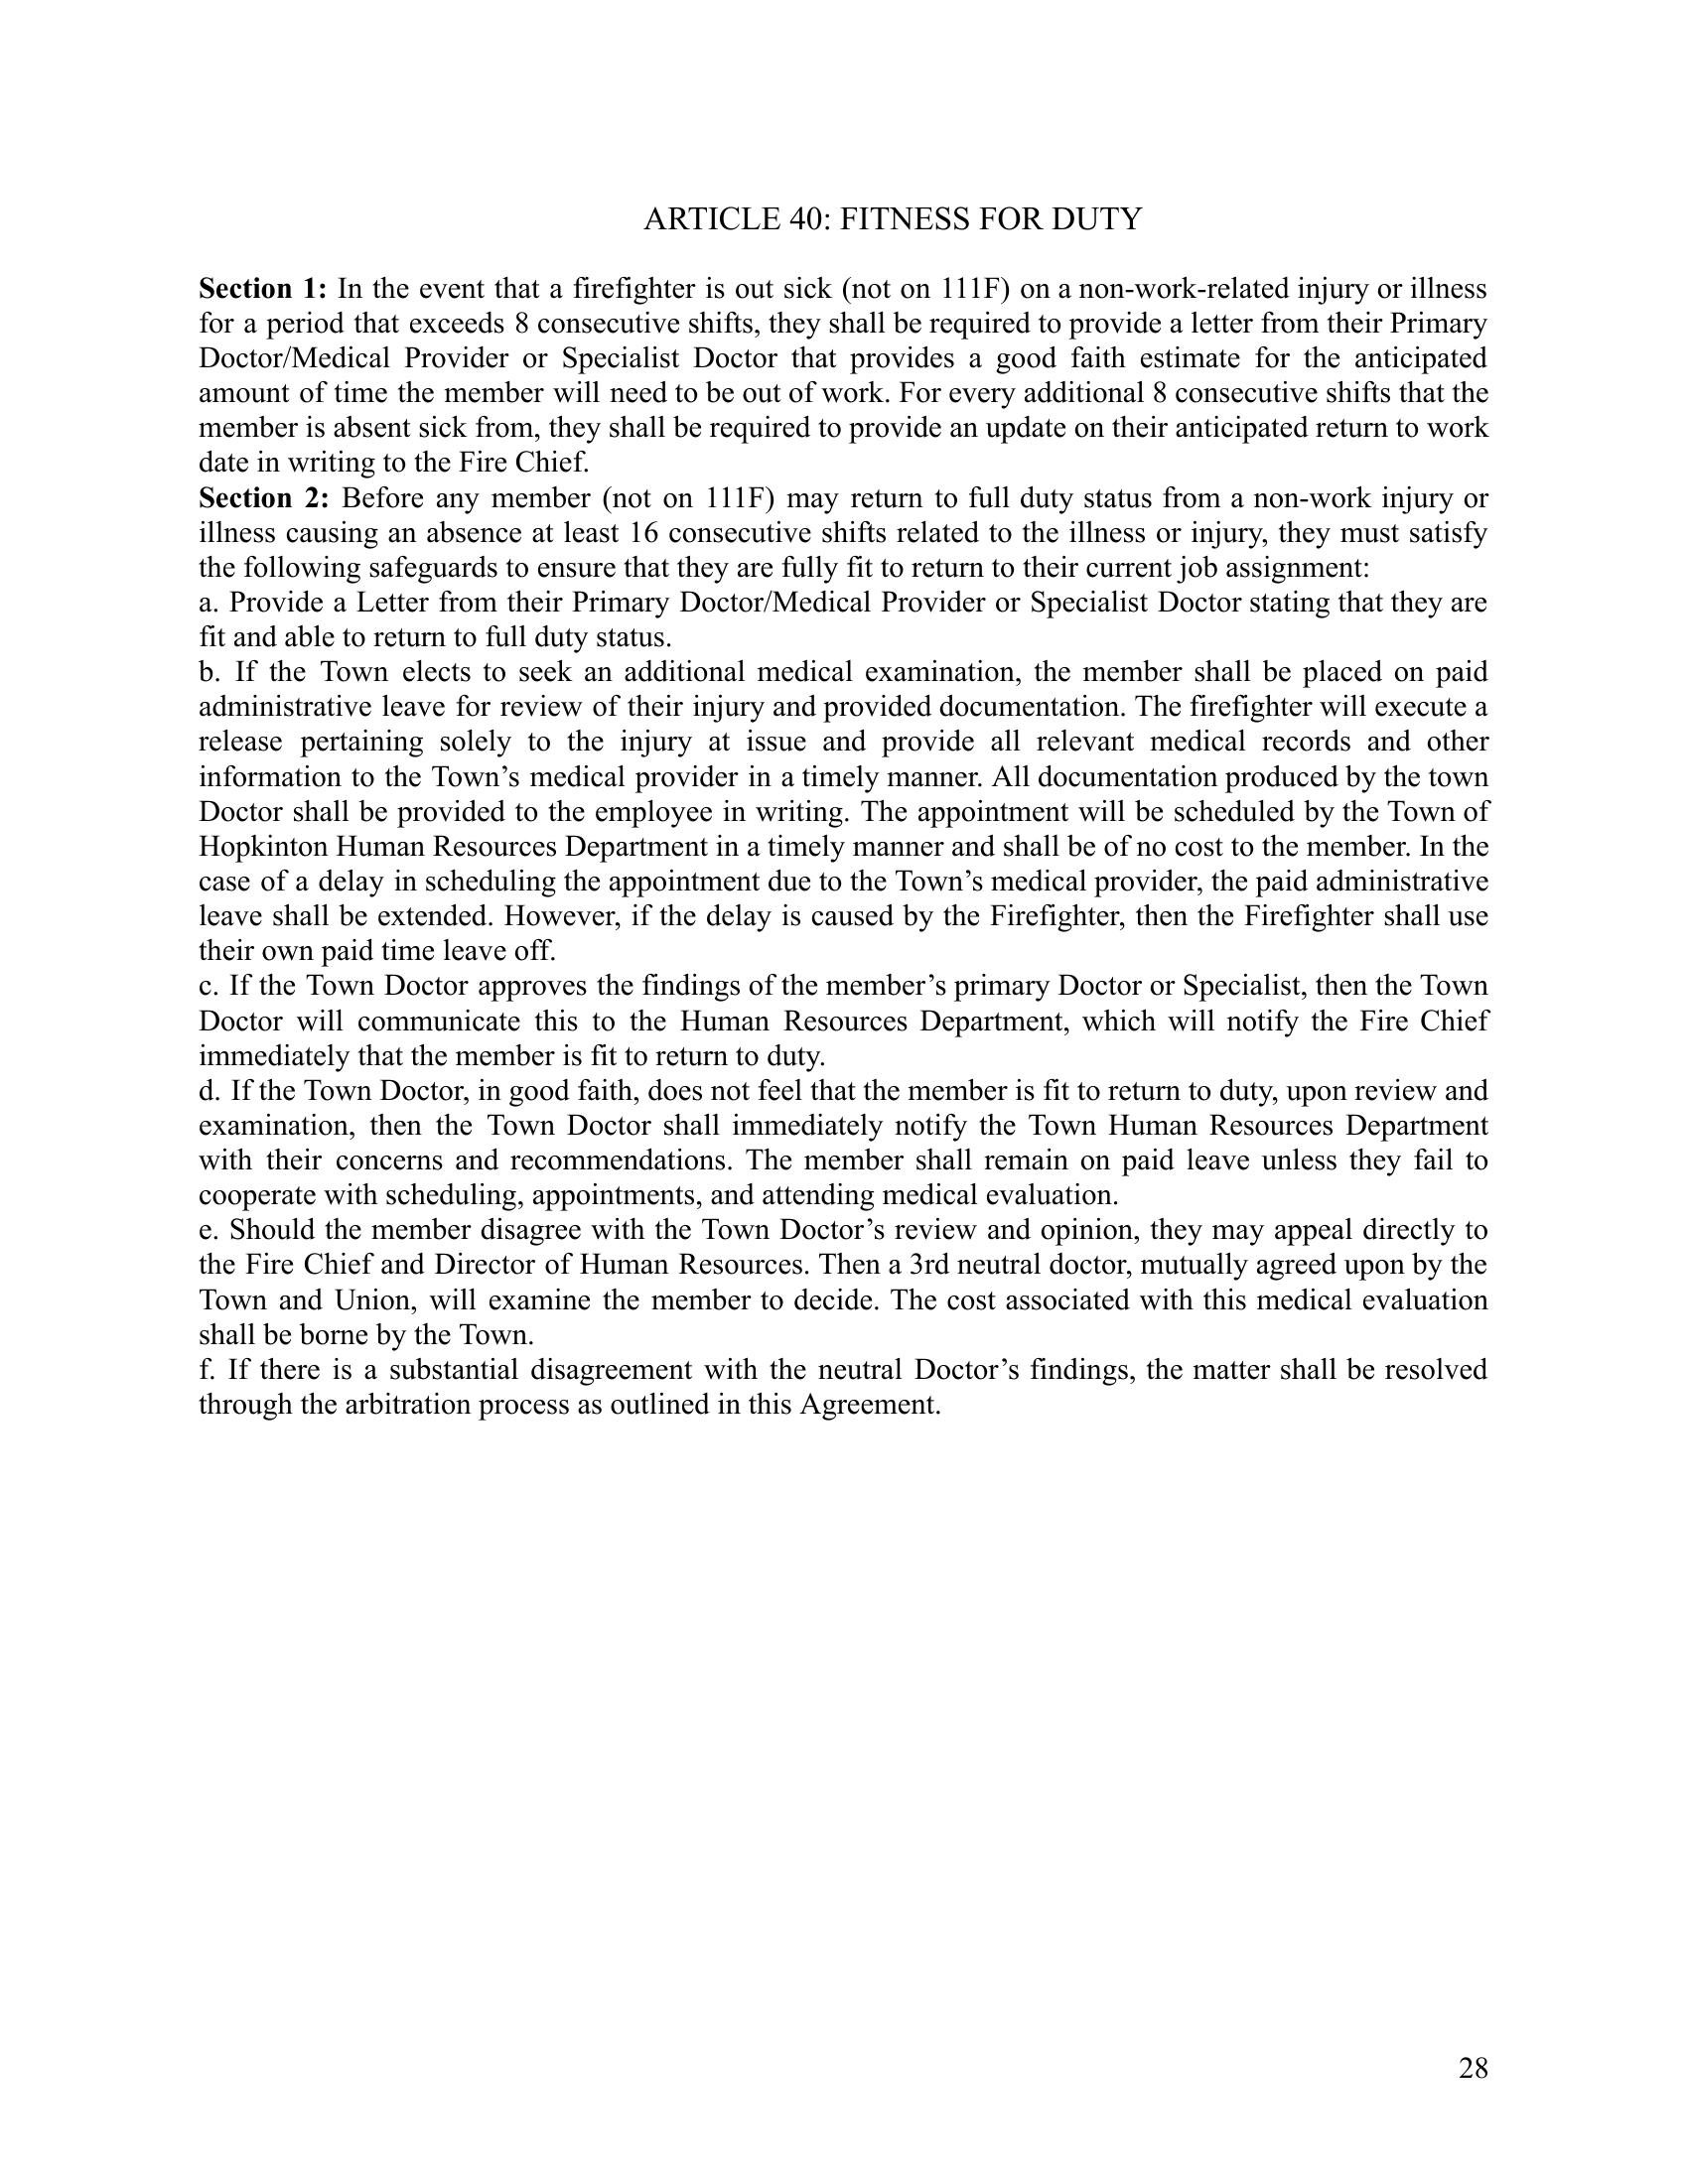 ARTICLE 40: FITNESS FOR DUTY
Section 1: In the event that a firefighter is out sick (not on 111F) on a non-work-related injury or illness
for a period that exceeds 8 consecutive shifts, they shall be required to provide a letter from their Primary
Doctor/Medical Provider or Specialist Doctor that provides a good faith estimate for the anticipated
amount of time the member will need to be out of work. For every additional 8 consecutive shifts that the
member is absent sick from, they shall be required to provide an update on their anticipated return to work
date in writing to the Fire Chief.
Section 2: Before any member (not on 111F) may return to full duty status from a non-work injury or
illness causing an absence at least 16 consecutive shifts related to the illness or injury, they must satisfy
the following safeguards to ensure that they are fully fit to return to their current job assignment:
a. Provide a Letter from their Primary Doctor/Medical Provider or Specialist Doctor stating that they are
fit and able to return to full duty status.
b. If the Town elects to seek an additional medical examination, the member shall be placed on paid
administrative leave for review of their injury and provided documentation. The firefighter will execute a
release pertaining solely to the injury at issue and provide all relevant medical records and other
information to the Town’s medical provider in a timely manner. All documentation produced by the town
Doctor shall be provided to the employee in writing. The appointment will be scheduled by the Town of
Hopkinton Human Resources Department in a timely manner and shall be of no cost to the member. In the
case of a delay in scheduling the appointment due to the Town’s medical provider, the paid administrative
leave shall be extended. However, if the delay is caused by the Firefighter, then the Firefighter shall use
their own paid time leave off.
c. If the Town Doctor approves the findings of the member’s primary Doctor or Specialist, then the Town
Doctor will communicate this to the Human Resources Department, which will notify the Fire Chief
immediately that the member is fit to return to duty.
d. If the Town Doctor, in good faith, does not feel that the member is fit to return to duty, upon review and
examination, then the Town Doctor shall immediately notify the Town Human Resources Department
with their concerns and recommendations. The member shall remain on paid leave unless they fail to
cooperate with scheduling, appointments, and attending medical evaluation.
e. Should the member disagree with the Town Doctor’s review and opinion, they may appeal directly to
the Fire Chief and Director of Human Resources. Then a 3rd neutral doctor, mutually agreed upon by the
Town and Union, will examine the member to decide. The cost associated with this medical evaluation
shall be borne by the Town.
f. If there is a substantial disagreement with the neutral Doctor’s findings, the matter shall be resolved
through the arbitration process as outlined in this Agreement.
28